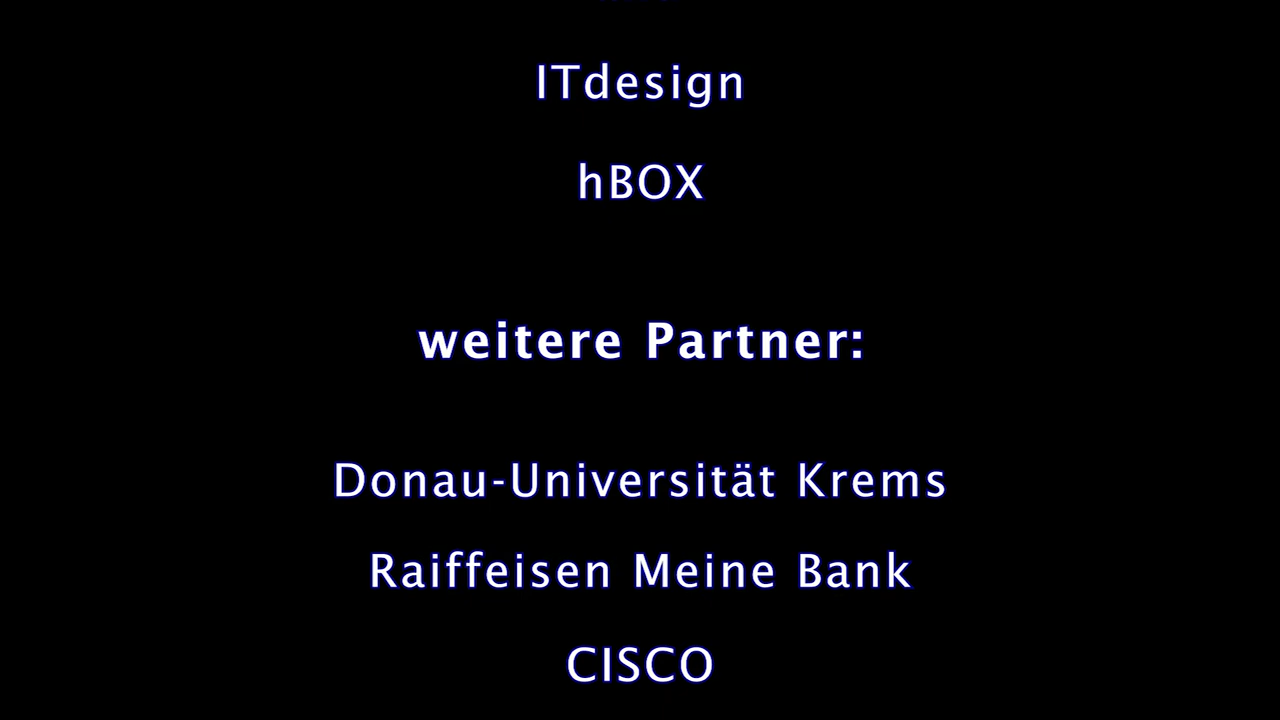 ITdesign
hBOX
weitere Partner:
Donau-Universität Krems
Raiffeisen Meine Bank
CISCO